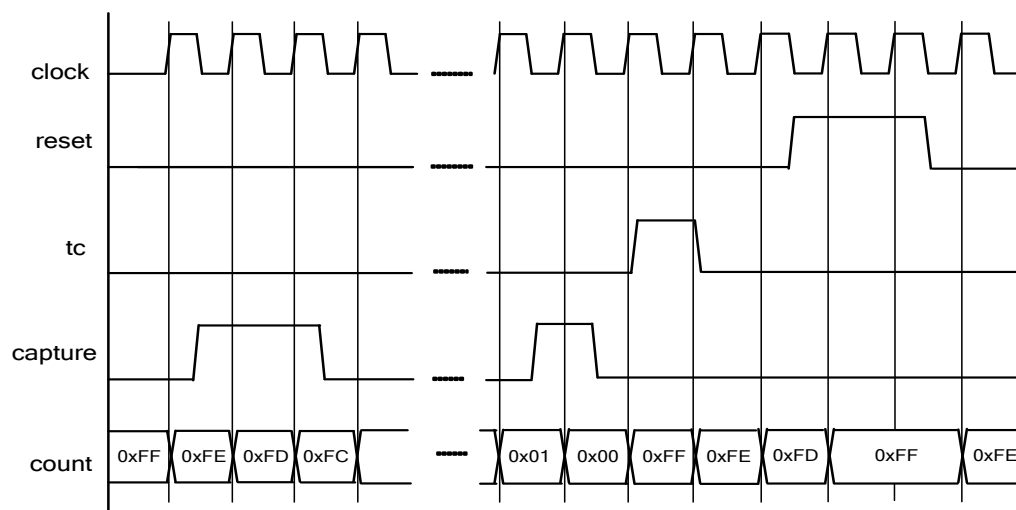 clock
reset
tc
capture
count 0xFF 0xFE 0xFD 0xFC 0x01 0x00 0xFF 0xFE 0xFD 0xFF 0xFE